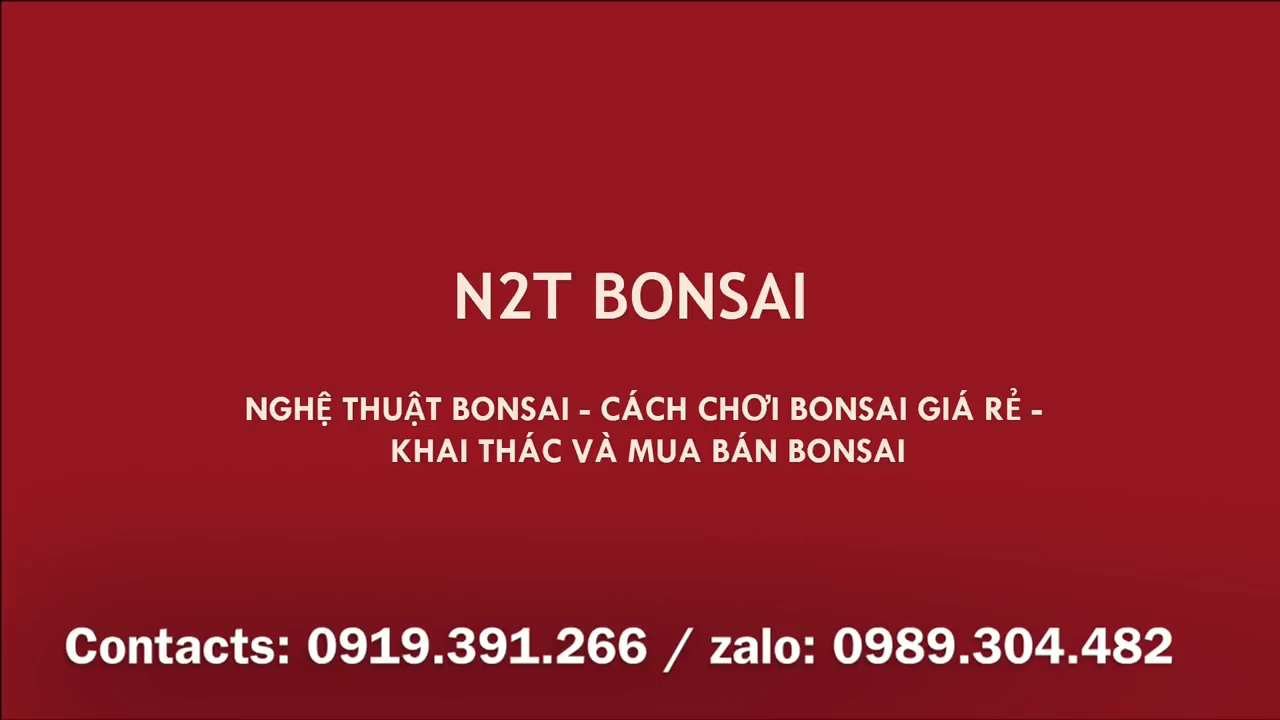 N2T BONSAI
NGHỆ THUẬT BONSAI - CÁCH CHƠI BONSAI GIÁ RẺ -
KHAI THÁC VÀ MUA BÁN BONSAI
Contacts: 0919.391.266 / zalo: 0989.304.482